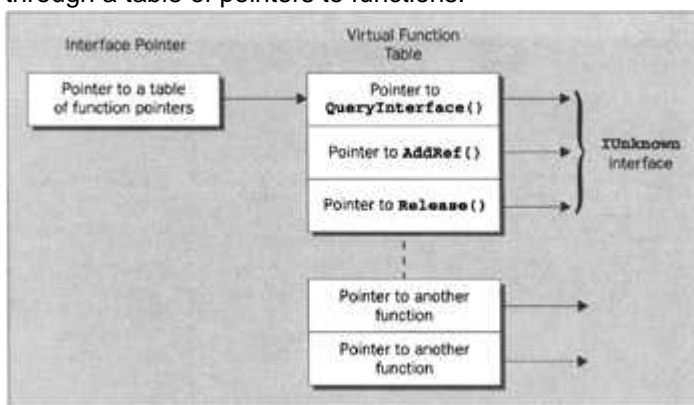 through a table of pointers to functions.
Interface Pointer
Virtual Function
Table
Pointer to a table
of function pointers
Pointer to
QueryInterface()
Pointer to AddRef()
Pointer to Release()
IUnknown
interface
Pointer to another
function
Pointer to another
function